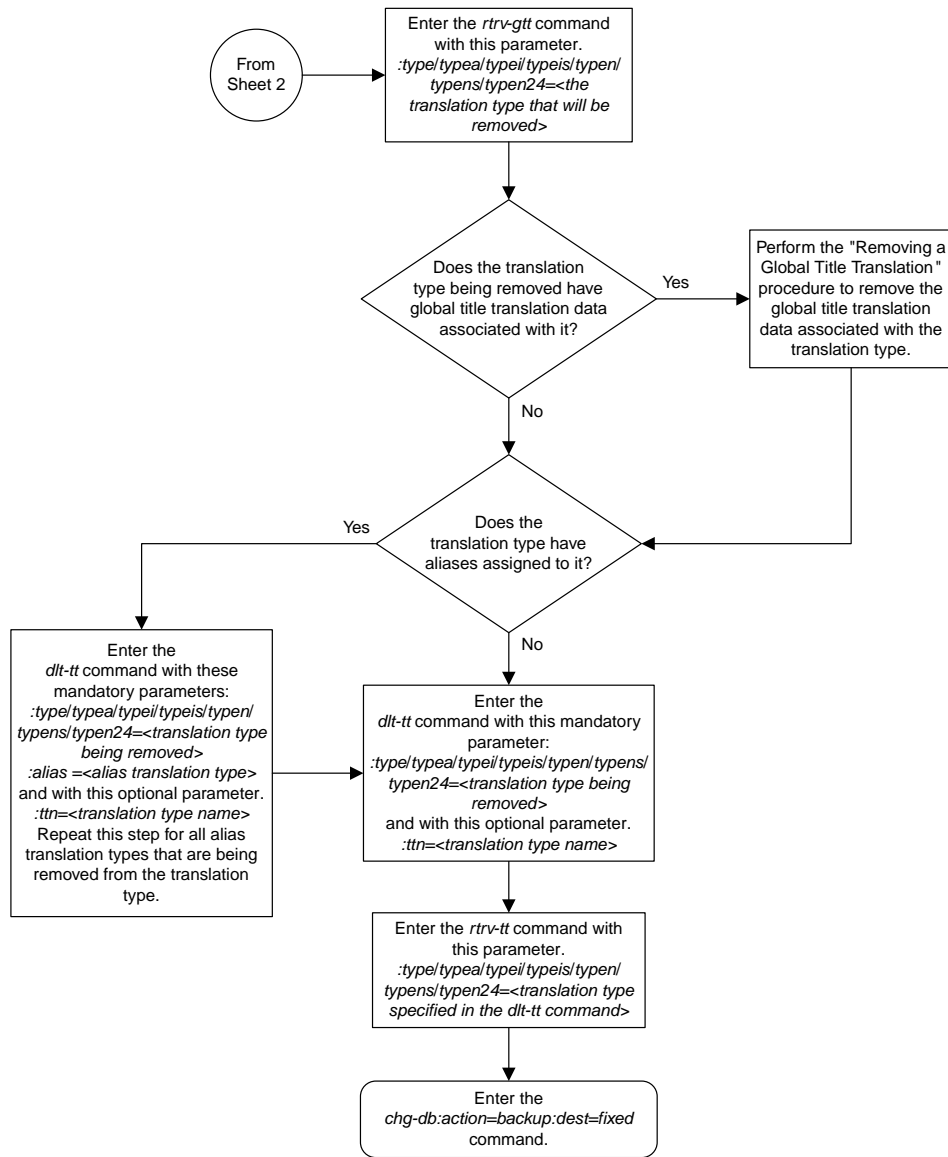 From
Sheet 2
Enter the rtrv-gtt command
with this parameter.
:type/typea/typei/typeis/typen/
typens/typen24=<the
translation type that will be
removed>
Does the translation
type being removed have
global title translation data
associated with it?
Yes
Perform the "Removing a
Global Title Translation"
procedure to remove the
global title translation
data associated with the
translation type.
No
Does the
translation type have
aliases assigned to it?
Yes
No
Enter the
dlt-tt command with these
mandatory parameters:
:type/typea/typei/typeis/typen/
typens/typen24=<translation type
being removed>
:alias =<alias translation type>
and with this optional parameter.
:ttn=<translation type name>
Repeat this step for all alias
translation types that are being
removed from the translation
type.
Enter the
dlt-tt command with this mandatory
parameter:
:type/typea/typei/typeis/typen/typens/
typen24=<translation type being
removed>
and with this optional parameter.
:ttn=<translation type name>
Enter the rtrv-tt command with
this parameter.
:type/typea/typei/typeis/typen/
typens/typen24=<translation type
specified in the dlt-tt command>
Enter the
chg-db:action=backup:dest=fixed
command.